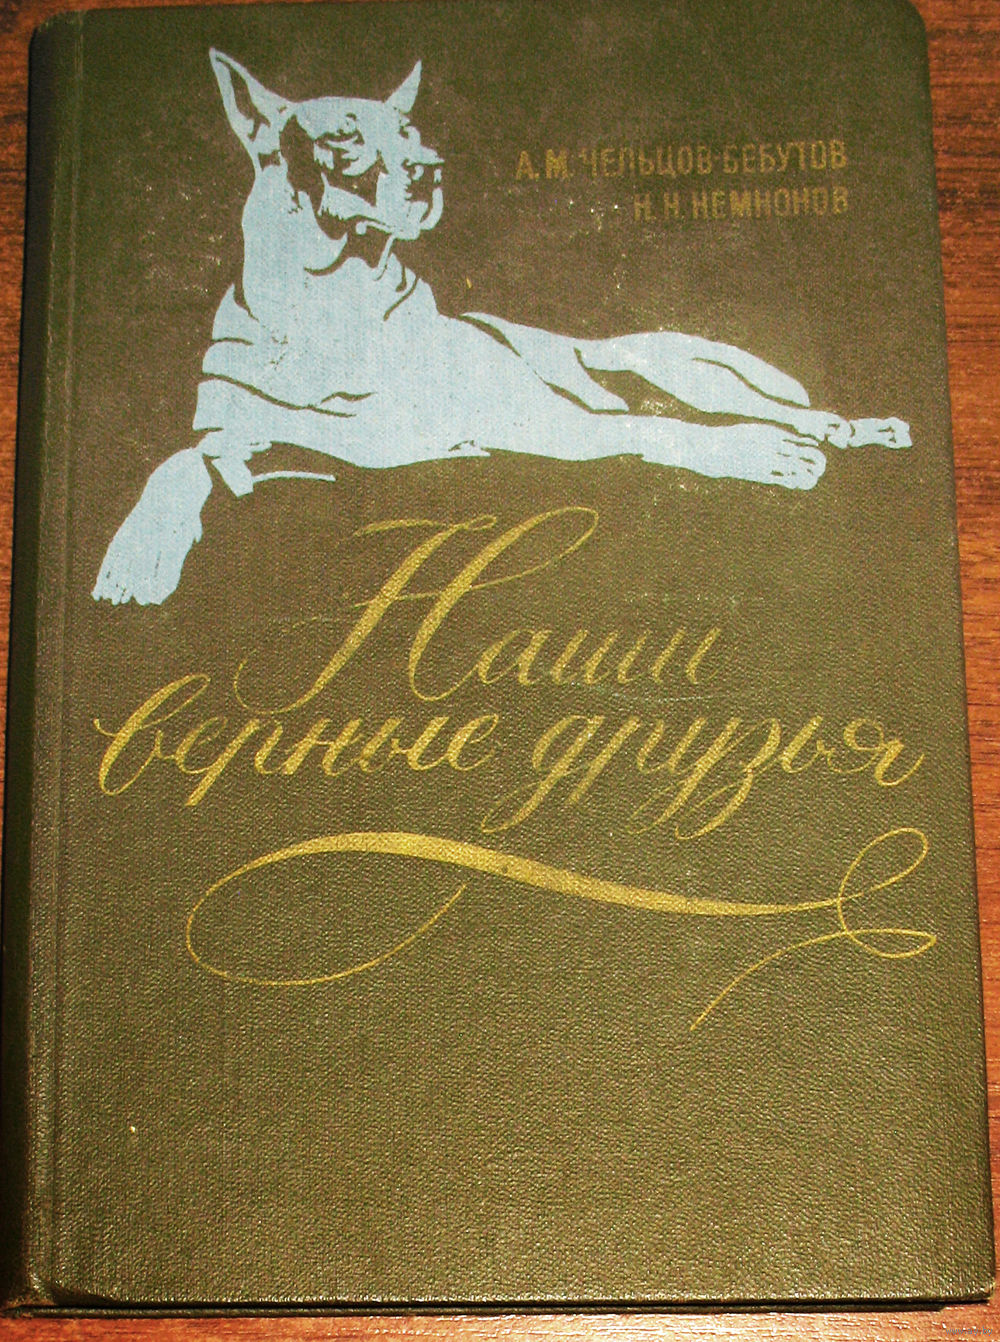 А. М. ЧЕЛЬЦОВ-БЕБУТОВ
Н. Н. НЕМНОНОВ
Наши
верные друзья